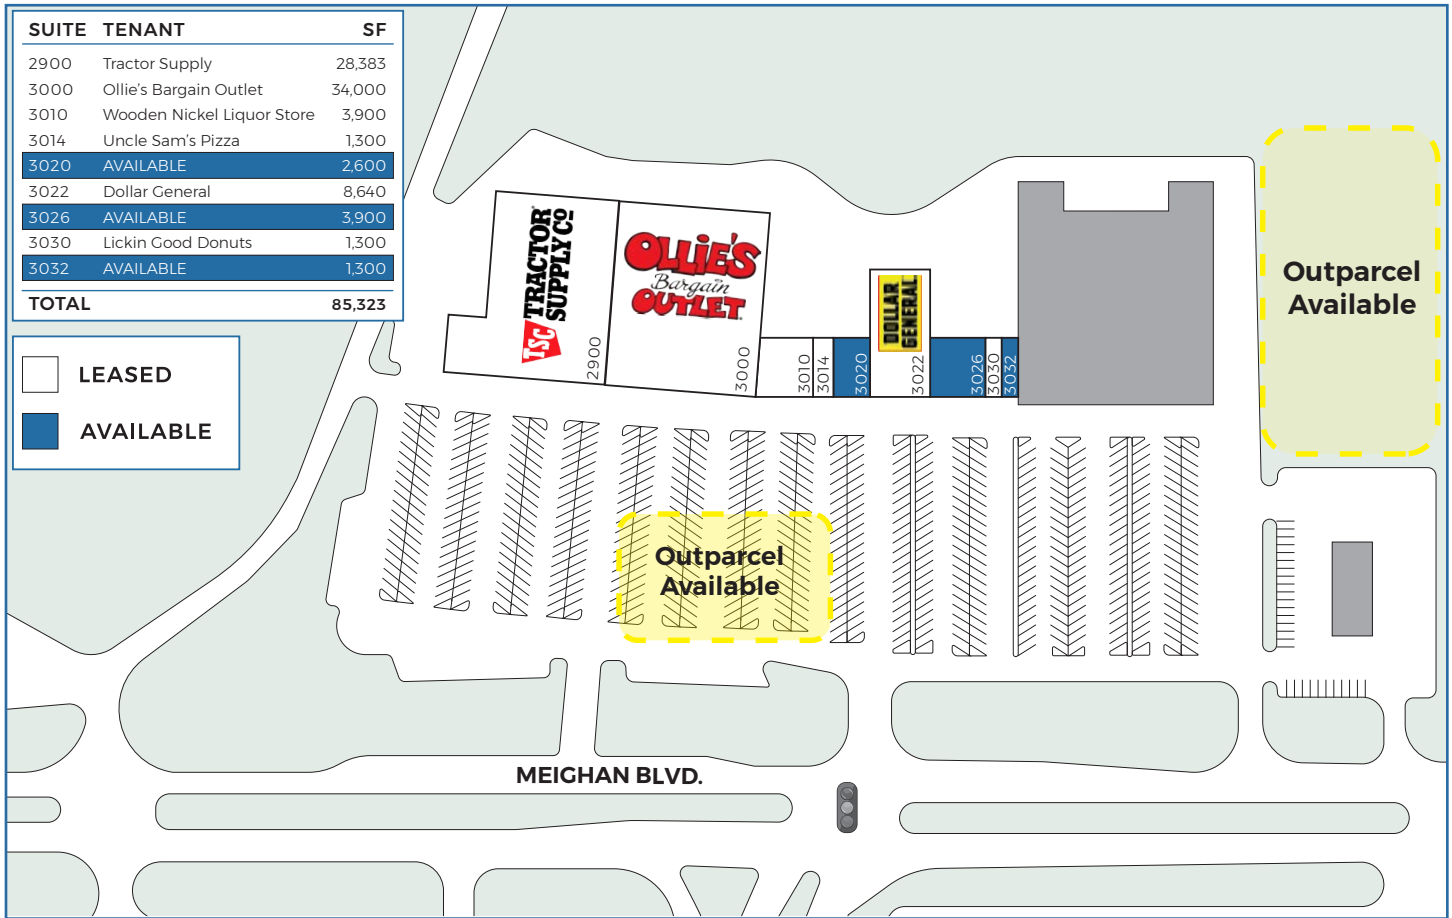 SUITE TENANT SF
2900 Tractor Supply 28,383
3000 Ollie's Bargain Outlet 34,000
3010 Wooden Nickel Liquor Store 3,900
3014 Uncle Sam's Pizza 1,300
3020 AVAILABLE 2,600
3022 Dollar General 8,640
3026 AVAILABLE 3,900
3030 Lickin Good Donuts 1,300
3032 AVAILABLE 1,300
TOTAL 85,323
LEASED
AVAILABLE
TSC TRACTOR
SUPPLY CO
2900
OLLIE'S
Bargain
OUTLET
3000
3010
3014
3020
DOLLAR
GENERAL
3022
3026
3030
3032
Outparcel
Available
Outparcel
Available
MEIGHAN BLVD.